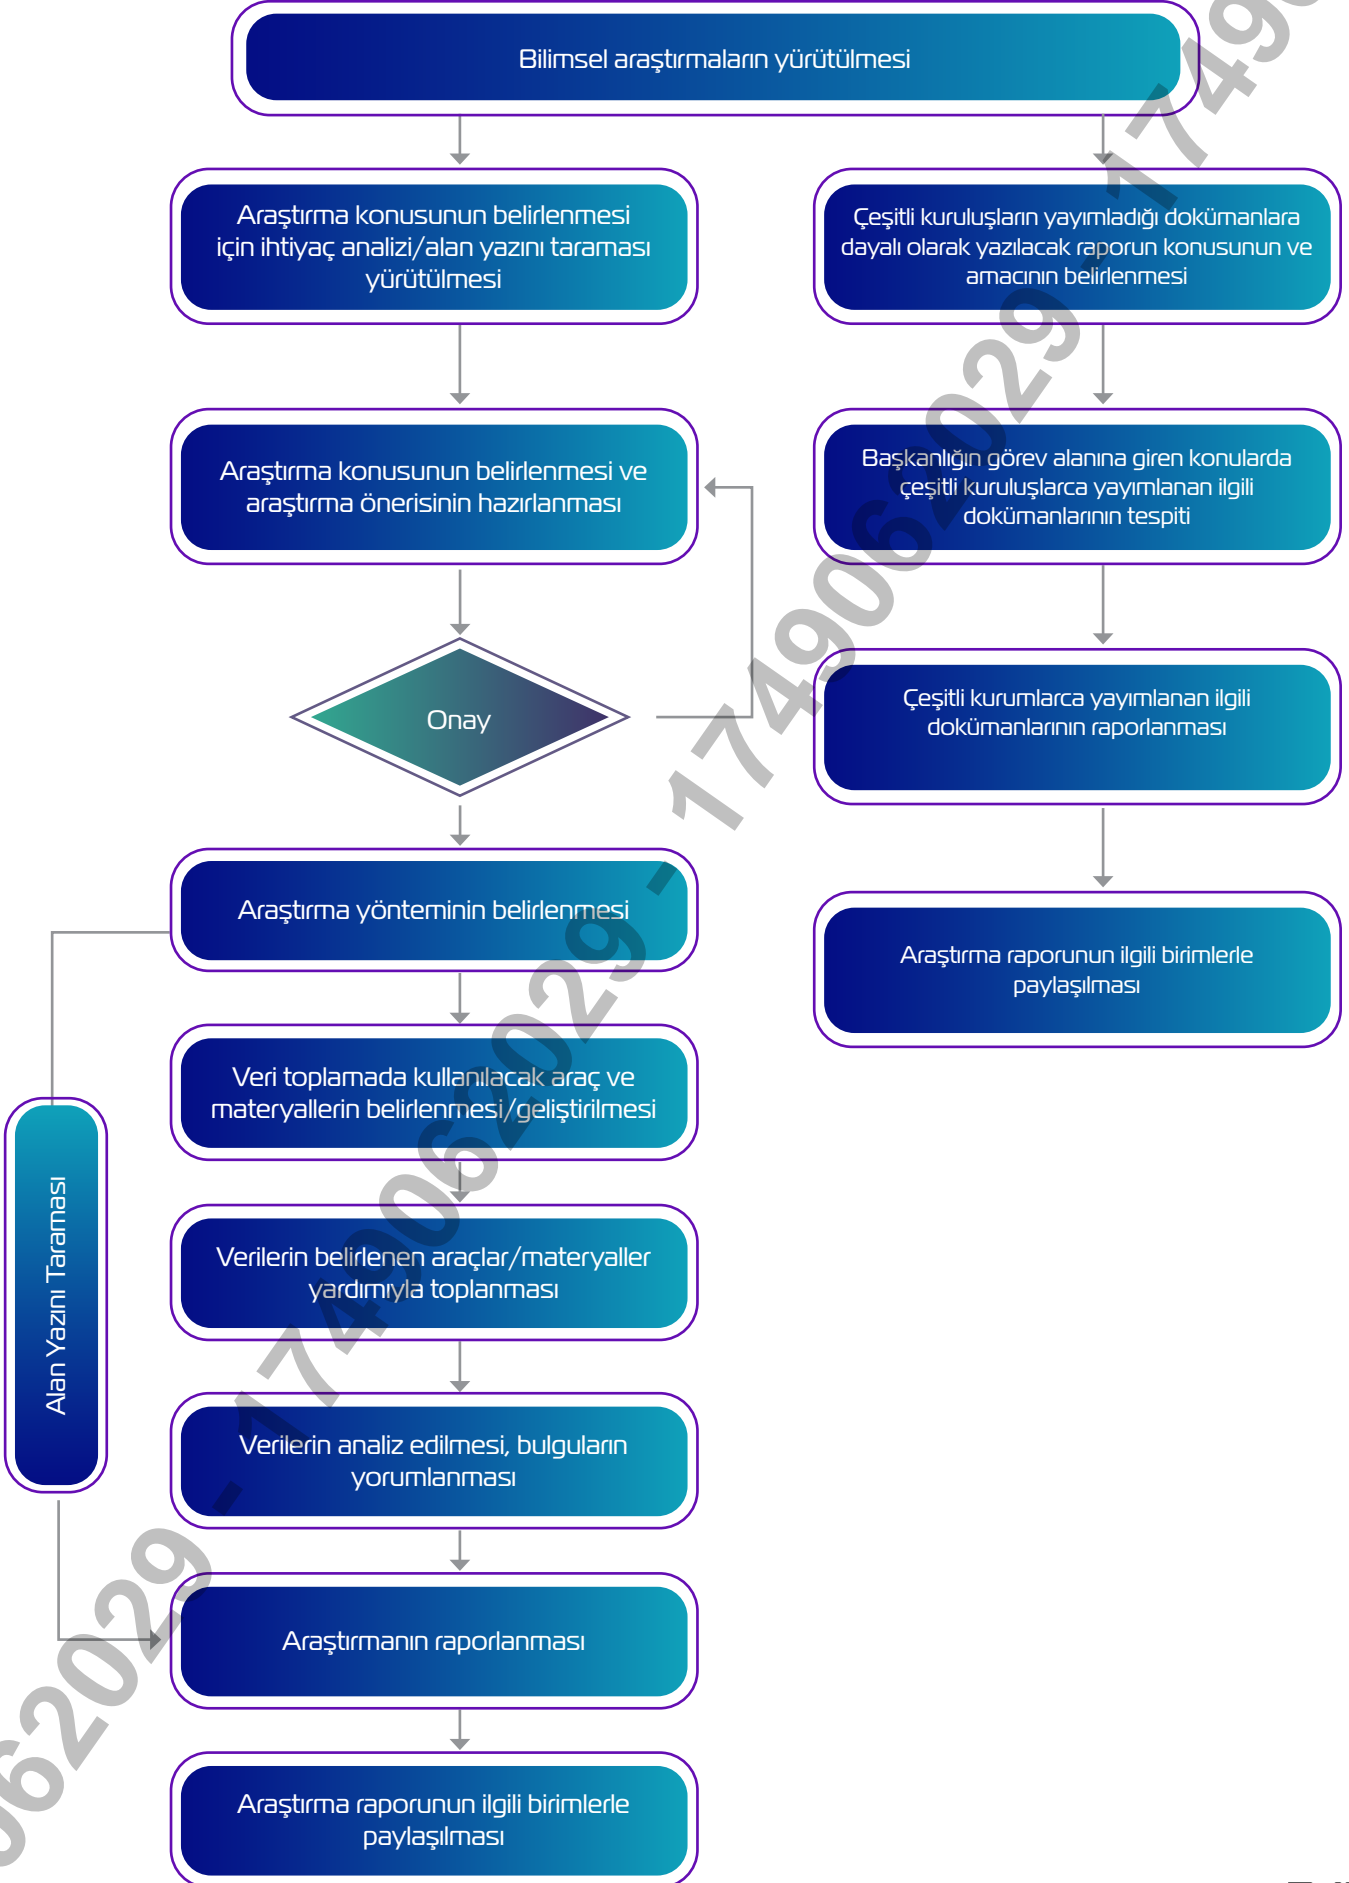 Bilimsel araştırmaların yürütülmesi
Araştırma konusunun belirlenmesi
için ihtiyaç analizi/alan yazını taraması
yürütülmesi
Çeşitli kuruluşların yayımladığı dokümanlara
dayalı olarak yazılacak raporun konusunun ve
amacının belirlenmesi
Araştırma konusunun belirlenmesi ve
araştırma önerisinin hazırlanması
Başkanlığın görev alanına giren konularda
çeşitli kuruluşlarca yayımlanan ilgili
dokümanlarının tespiti
Onay
Çeşitli kurumlarca yayımlanan ilgili
dokümanlarının raporlanması
Araştırma yönteminin belirlenmesi
Araştırma raporunun ilgili birimlerle
paylaşılması
Veri toplamada kullanılacak araç ve
materyallerin belirlenmesi/geliştirilmesi
Alan Yazını Taraması
Verilerin belirlenen araçlar/materyaller
yardımıyla toplanması
Verilerin analiz edilmesi, bulguların
yorumlanması
Araştırmanın raporlanması
Araştırma raporunun ilgili birimlerle
paylaşılması
062029 - 1749062029 - 1749062029 - 1749